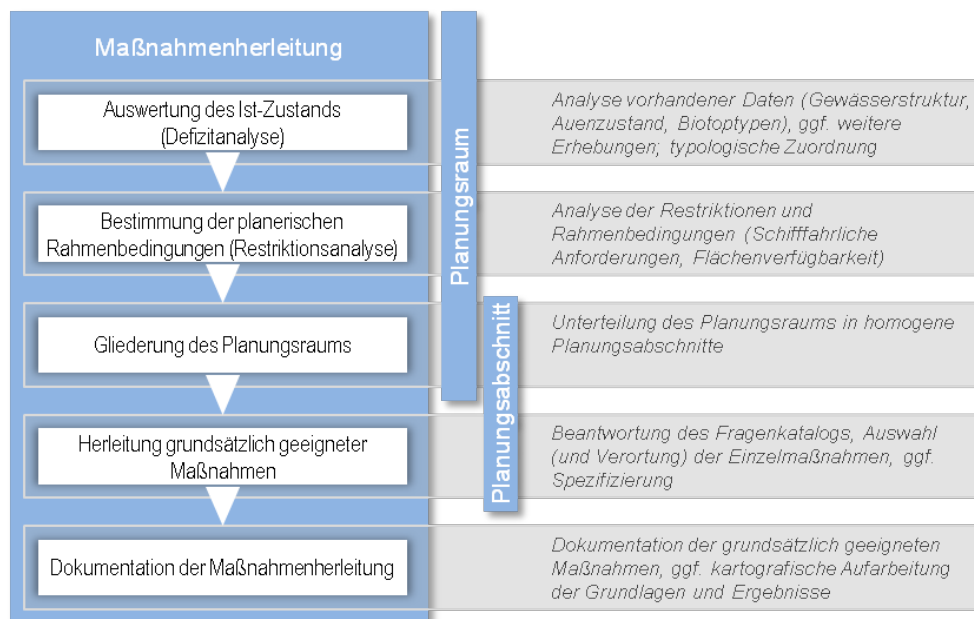 Maßnahmenherleitung
Planungsraum
Auswertung des Ist-Zustands
(Defizitanalyse)
Analyse vorhandener Daten (Gewässerstruktur,
Auenzustand, Biotoptypen), ggf. weitere
Erhebungen; typologische Zuordnung
Bestimmung der planerischen
Rahmenbedingungen (Restriktionsanalyse)
Analyse der Restriktionen und
Rahmenbedingungen (Schifffahrliche
Anforderungen, Flächenverfügbarkeit)
Planungsabschnitt
Gliederung des Planungsraums
Unterteilung des Planungsraums in homogene
Planungsabschnitte
Herleitung grundsätzlich geeigneter
Maßnahmen
Beantwortung des Fragenkatalogs, Auswahl
(und Verortung) der Einzelmaßnahmen, ggf.
Spezifizierung
Dokumentation der Maßnahmenherleitung
Dokumentation der grundsätzlich geeigneten
Maßnahmen, ggf. kartografische Aufarbeitung
der Grundlagen und Ergebnisse